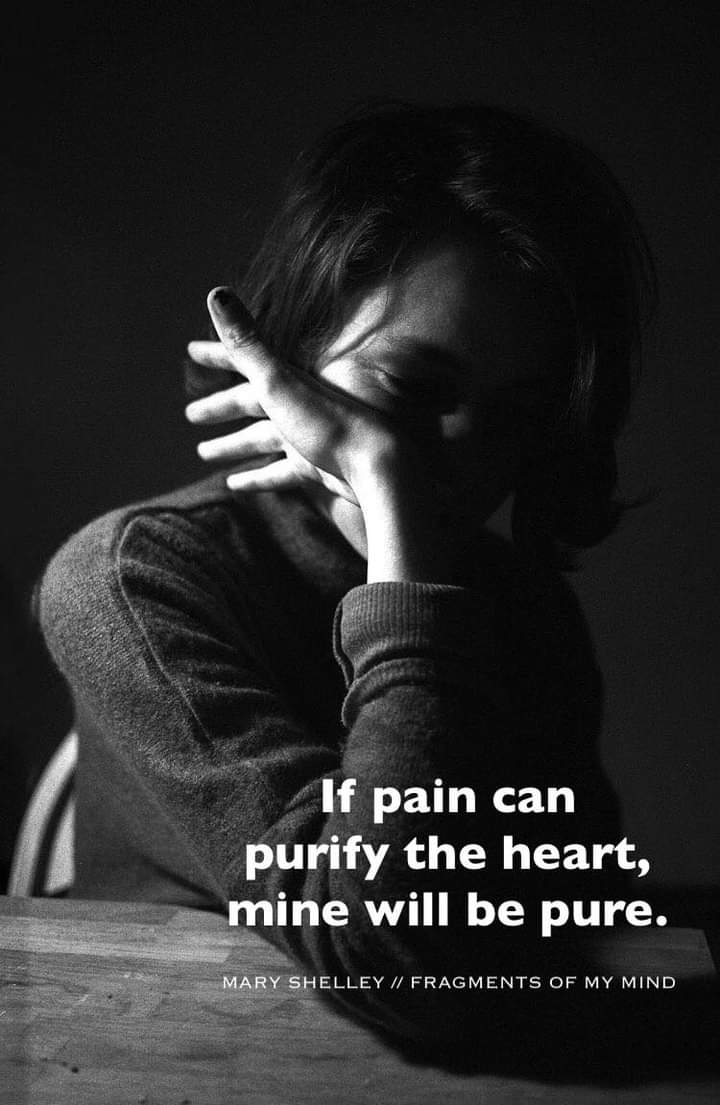 If pain can
purify the heart,
mine will be pure.
MARY SHELLEY // FRAGMENTS OF MY MIND